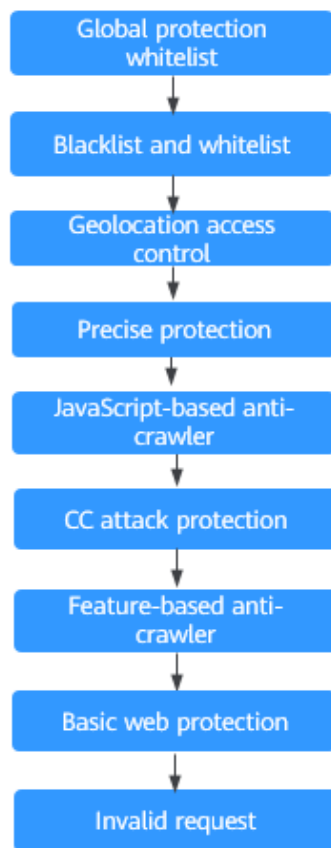 Global protection
whitelist
Blacklist and whitelist
Geolocation access
control
Precise protection
JavaScript-based anti-
crawler
CC attack protection
Feature-based anti-
crawler
Basic web protection
Invalid request